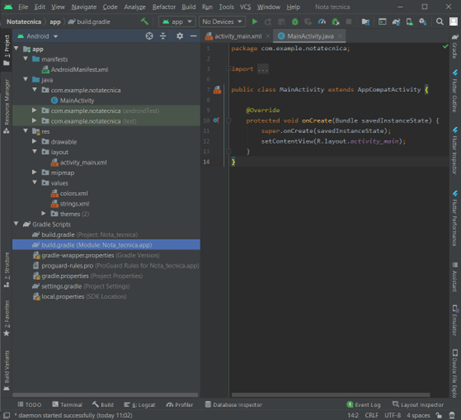 File Edit View Navigate Code Analyze Refactor Build Run Tools VCS Window Help Nota tecnica
Notatecnica app build.gradle
app No Devices
Android
activity_main.xml MainActivity.java
1: Project
Resource Manager
Z: Structure
2: Favorites
Build Variants
app
manifests
AndroidManifest.xml
java
com.example.notatecnica
MainActivity
com.example.notatecnica (androidTest)
com.example.notatecnica (test)
res
drawable
layout
activity_main.xml
mipmap
values
colors.xml
strings.xml
themes (2)
Gradle Scripts
build.gradle (Project: Nota_tecnica)
build.gradle (Module: Nota_tecnica.app)
gradle-wrapper.properties (Gradle Version)
proguard-rules.pro (ProGuard Rules for Nota_tecnica.app)
gradle.properties (Project Properties)
settings.gradle (Project Settings)
local.properties (SDK Location)
1 package com.example.notatecnica;
2
3 import ...
6
7 public class MainActivity extends AppCompatActivity {
8
9 @Override
10 protected void onCreate(Bundle savedInstanceState) {
11 super.onCreate(savedInstanceState);
12 setContentView(R.layout.activity_main);
13 }
14 }
Gradle
Flutter Outline
Flutter Inspector
Flutter Performance
Assistant
Emulator
Device File Explo
TODO Terminal Build 6: Logcat Profiler Database Inspector Event Log Layout Inspector
* daemon started successfully (today 11:02) 14:2 CRLF UTF-8 4 spaces